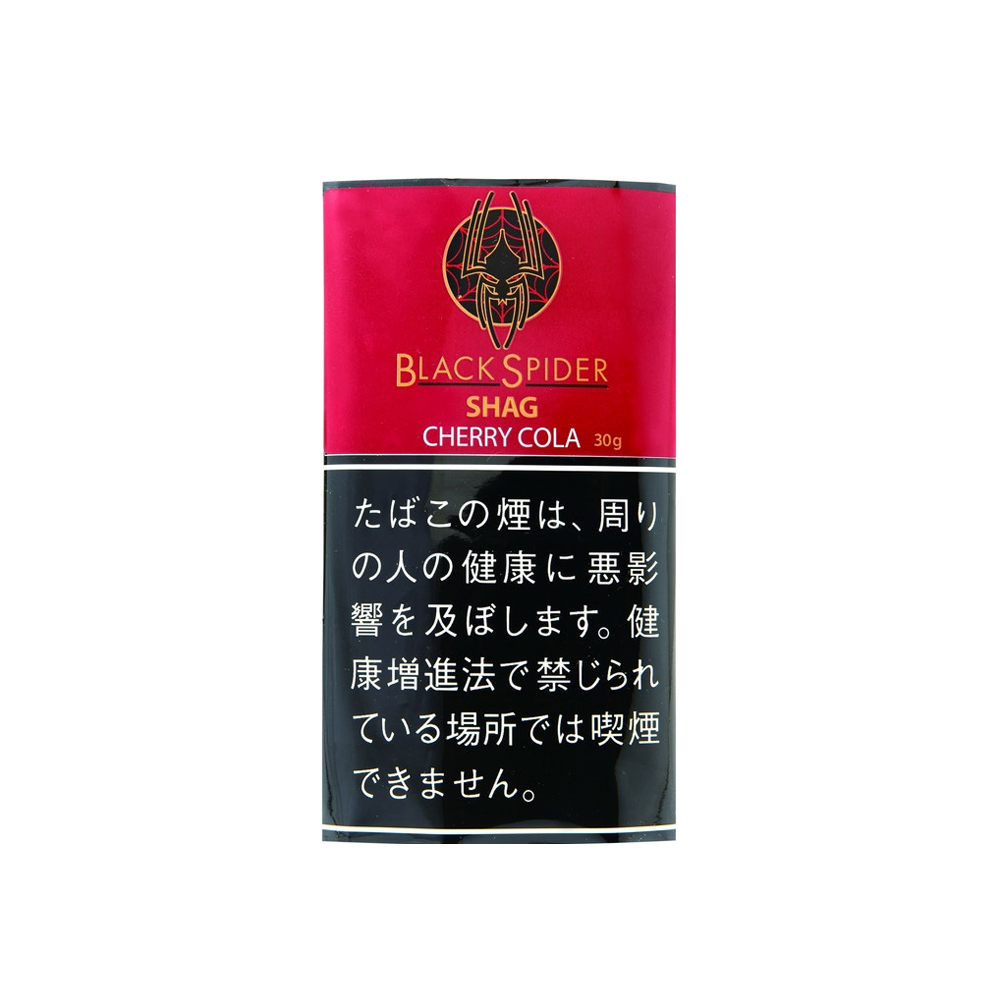 BLACK SPIDER
SHAG
CHERRY COLA 30g
たばこの煙は、周り
の人の健康に悪影
響を及ぼします。健
康増進法で禁じられ
ている場所では喫煙
できません。